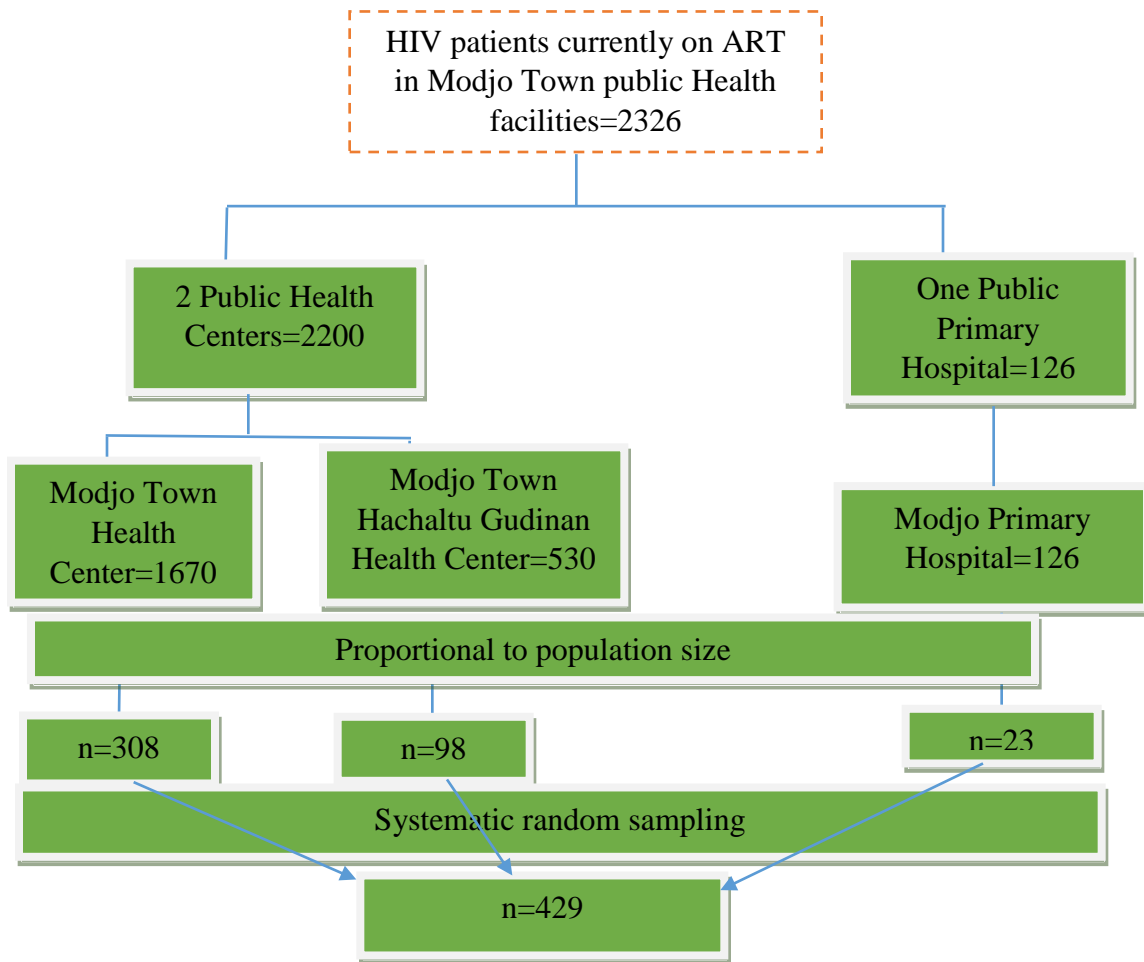 HIV patients currently on ART
in Modjo Town public Health
facilities=2326
2 Public Health
Centers=2200
One Public
Primary
Hospital=126
Modjo Town
Health
Center=1670
Modjo Town
Hachaltu Gudinan
Health Center=530
Modjo Primary
Hospital=126
Proportional to population size
n=308
n=98
n=23
Systematic random sampling
n=429